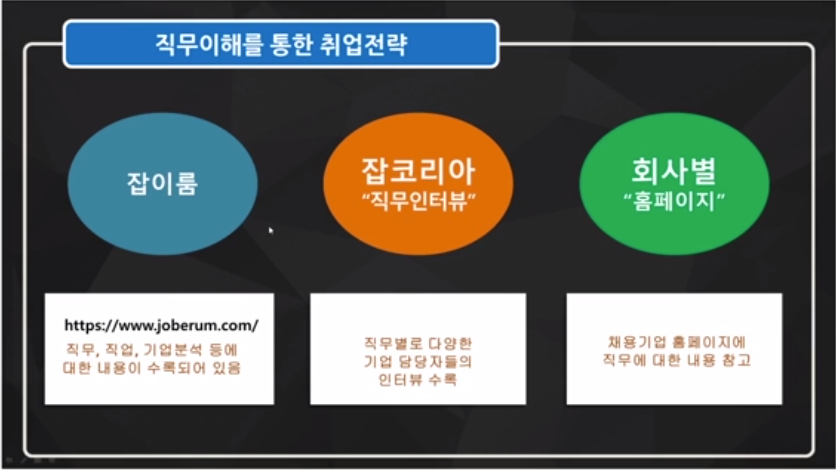 직무이해를 통한 취업전략
잡이룸
잡코리아
“직무인터뷰”
회사별
“홈페이지”
https://www.joberum.com/
직무, 직업, 기업분석 등에
대한 내용이 수록되어 있음
직무별로 다양한
기업 담당자들의
인터뷰 수록
채용기업 홈페이지에
직무에 대한 내용 참고